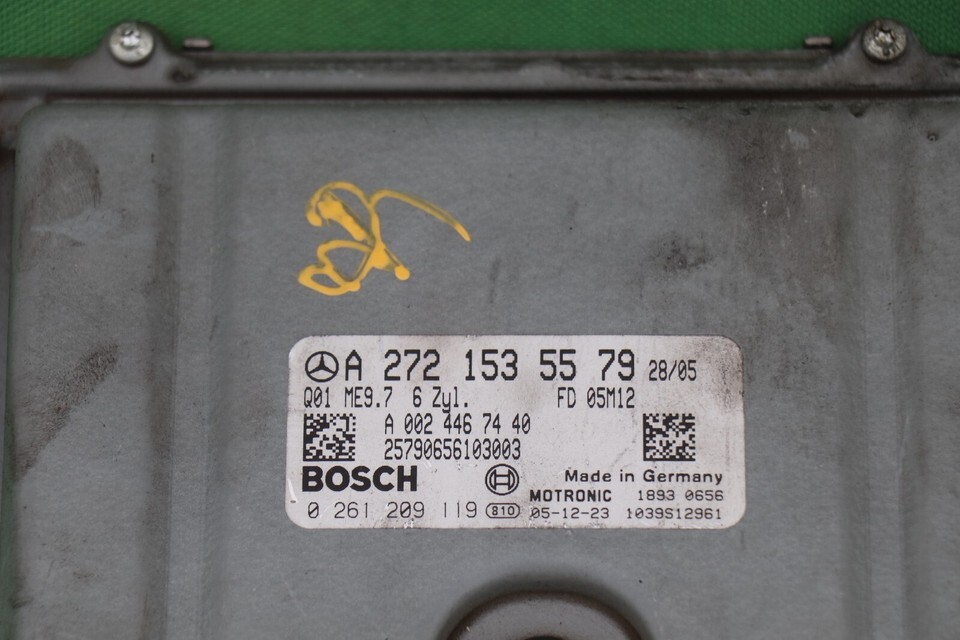 A 272 153 55 79 28/05
Q01 ME9.7 6 Zyl. FD 05M12
A 002 446 74 40
25790656103003
BOSCH Made in Germany
MOTRONIC 1893 0656
0 261 209 119 810 05-12-23 1039S12961